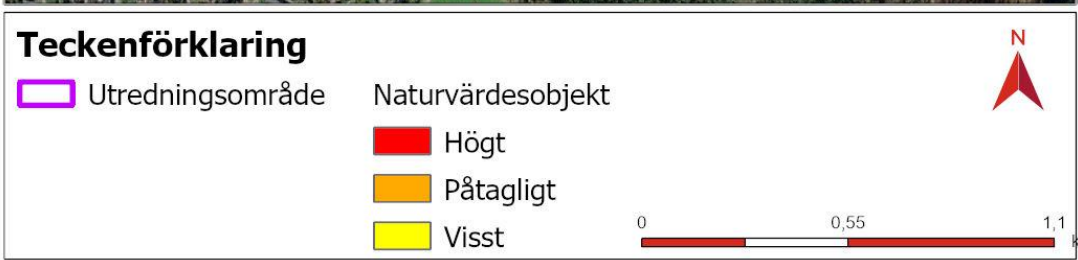 Teckenförklaring
N
Utredningsområde
Naturvärdesobjekt
Högt
Påtagligt
Visst
0 0,55 1,1